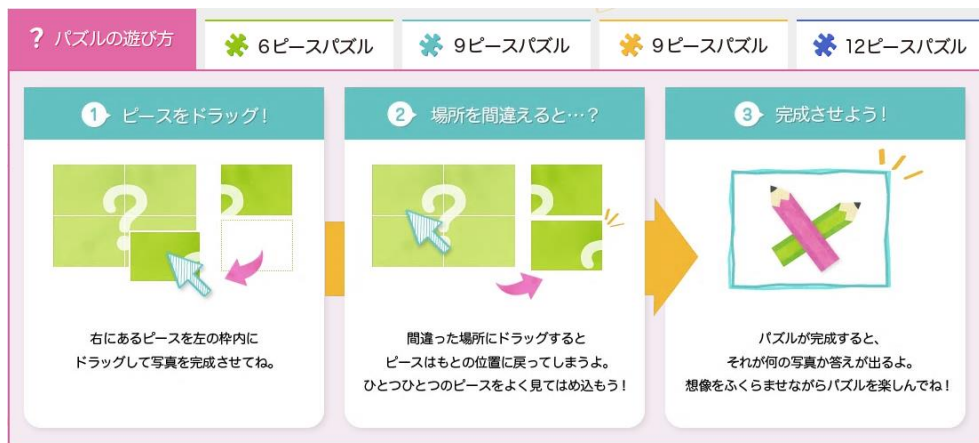 ? パズルの遊び方
6ピースパズル
9ピースパズル
9ピースパズル
12ピースパズル
1 ピースをドラッグ！
右にあるピースを左の枠内に
ドラッグして写真を完成させてね。
2 場所を間違えると…？
間違った場所にドラッグすると
ピースはもとの位置に戻ってしまうよ。
ひとつひとつのピースをよく見てはめ込もう！
3 完成させよう！
パズルが完成すると、
それが何の写真か答えが出るよ。
想像をふくらませながらパズルを楽しんでね！